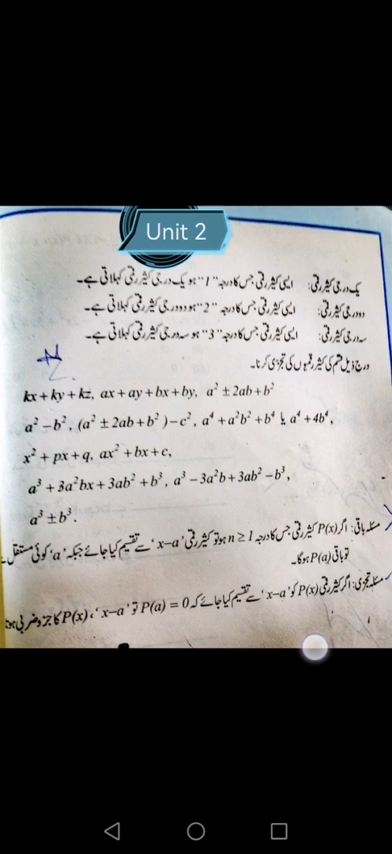 Unit 2
یک درجی کثیر رقمی: ایسی کثیر رقمی جس کا درجہ "1" ہو یک درجی کثیر رقمی کہلاتی ہے۔
دو درجی کثیر رقمی: ایسی کثیر رقمی جس کا درجہ "2" ہو دو درجی کثیر رقمی کہلاتی ہے۔
سہ درجی کثیر رقمی: ایسی کثیر رقمی جس کا درجہ "3" ہو سہ درجی کثیر رقمی کہلاتی ہے۔
درج ذیل قسم کی کثیر رقمیوں کی تجزی کرنا۔
kx + ky + kz, ax + ay + bx + by, a² ± 2ab + b²
a² − b², (a² ± 2ab + b²) − c², a⁴ + a²b² + b⁴ یا a⁴ + 4b⁴,
x² + px + q, ax² + bx + c,
a³ + 3a²bx + 3ab² + b³, a³ − 3a²b + 3ab² − b³,
a³ ± b³.
مسئلہ باقی: اگر P(x) کثیر رقمی جس کا درجہ n ≥ 1 ہو تو کثیر رقمی 'x−a' سے تقسیم کیا جائے جبکہ 'a' کوئی مستقل
تو باقی P(a) ہوگا۔
مسئلہ تجزی: اگر کثیر رقمی P(x) کو 'x−a' سے تقسیم کیا جائے کہ P(a) = 0 تو 'x−a'، P(x) کا جزو ضربی